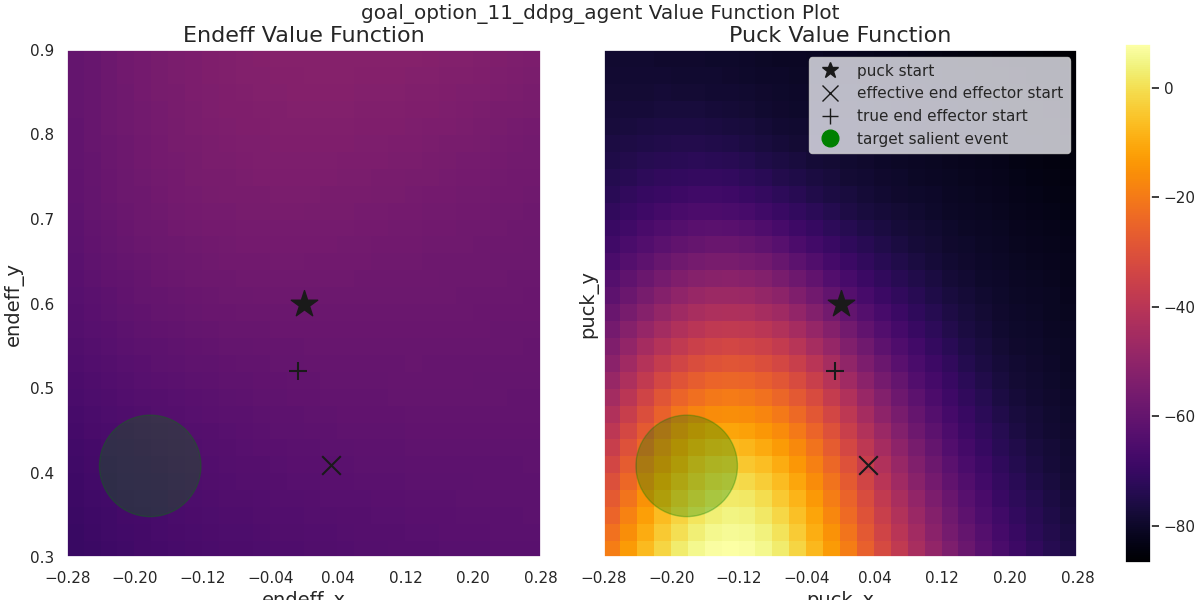 goal_option_11_ddpg_agent Value Function Plot
Endeff Value Function
0.9
0.8
0.7
0.6
0.5
0.4
0.3
endeff_y
−0.28 −0.20 −0.12 −0.04 0.04 0.12 0.20 0.28
endeff_x
Puck Value Function
puck start
effective end effector start
true end effector start
target salient event
puck_y
−0.28 −0.20 −0.12 −0.04 0.04 0.12 0.20 0.28
puck_x
0
−20
−40
−60
−80